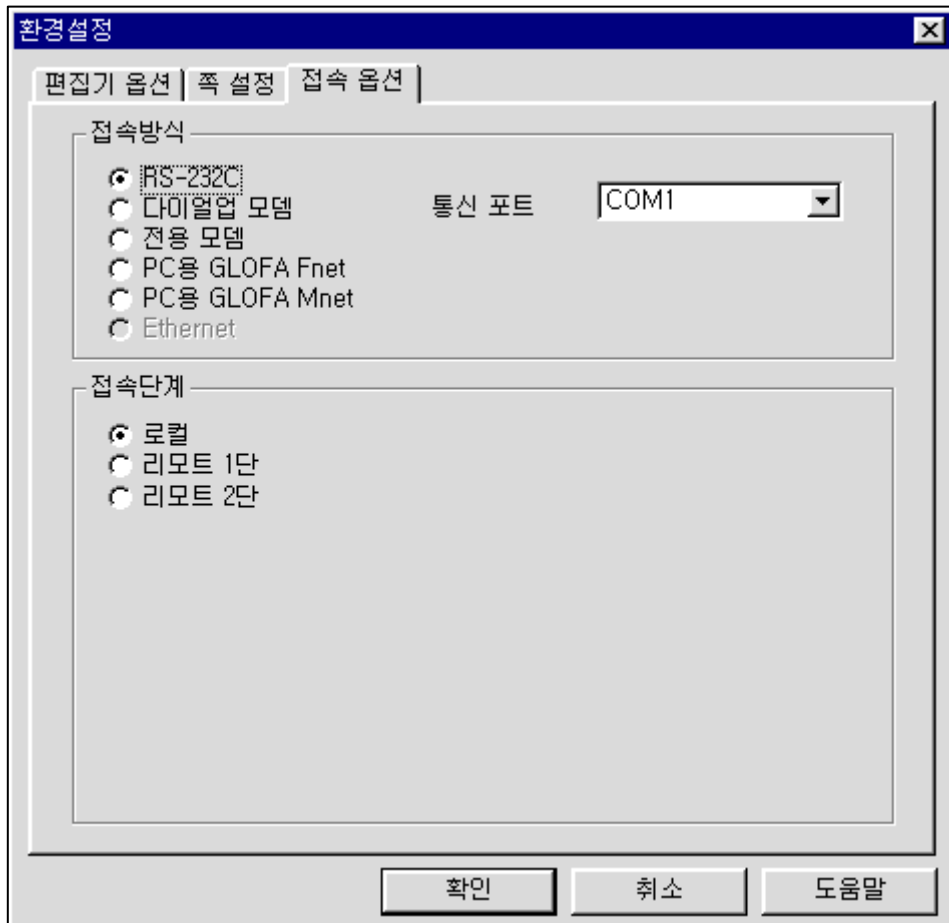 환경설정
편집기 옵션 쪽 설정 접속 옵션
접속방식
RS-232C
다이얼업 모뎀 통신 포트 COM1
전용 모뎀
PC용 GLOFA Fnet
PC용 GLOFA Mnet
Ethernet
접속단계
로컬
리모트 1단
리모트 2단
확인 취소 도움말